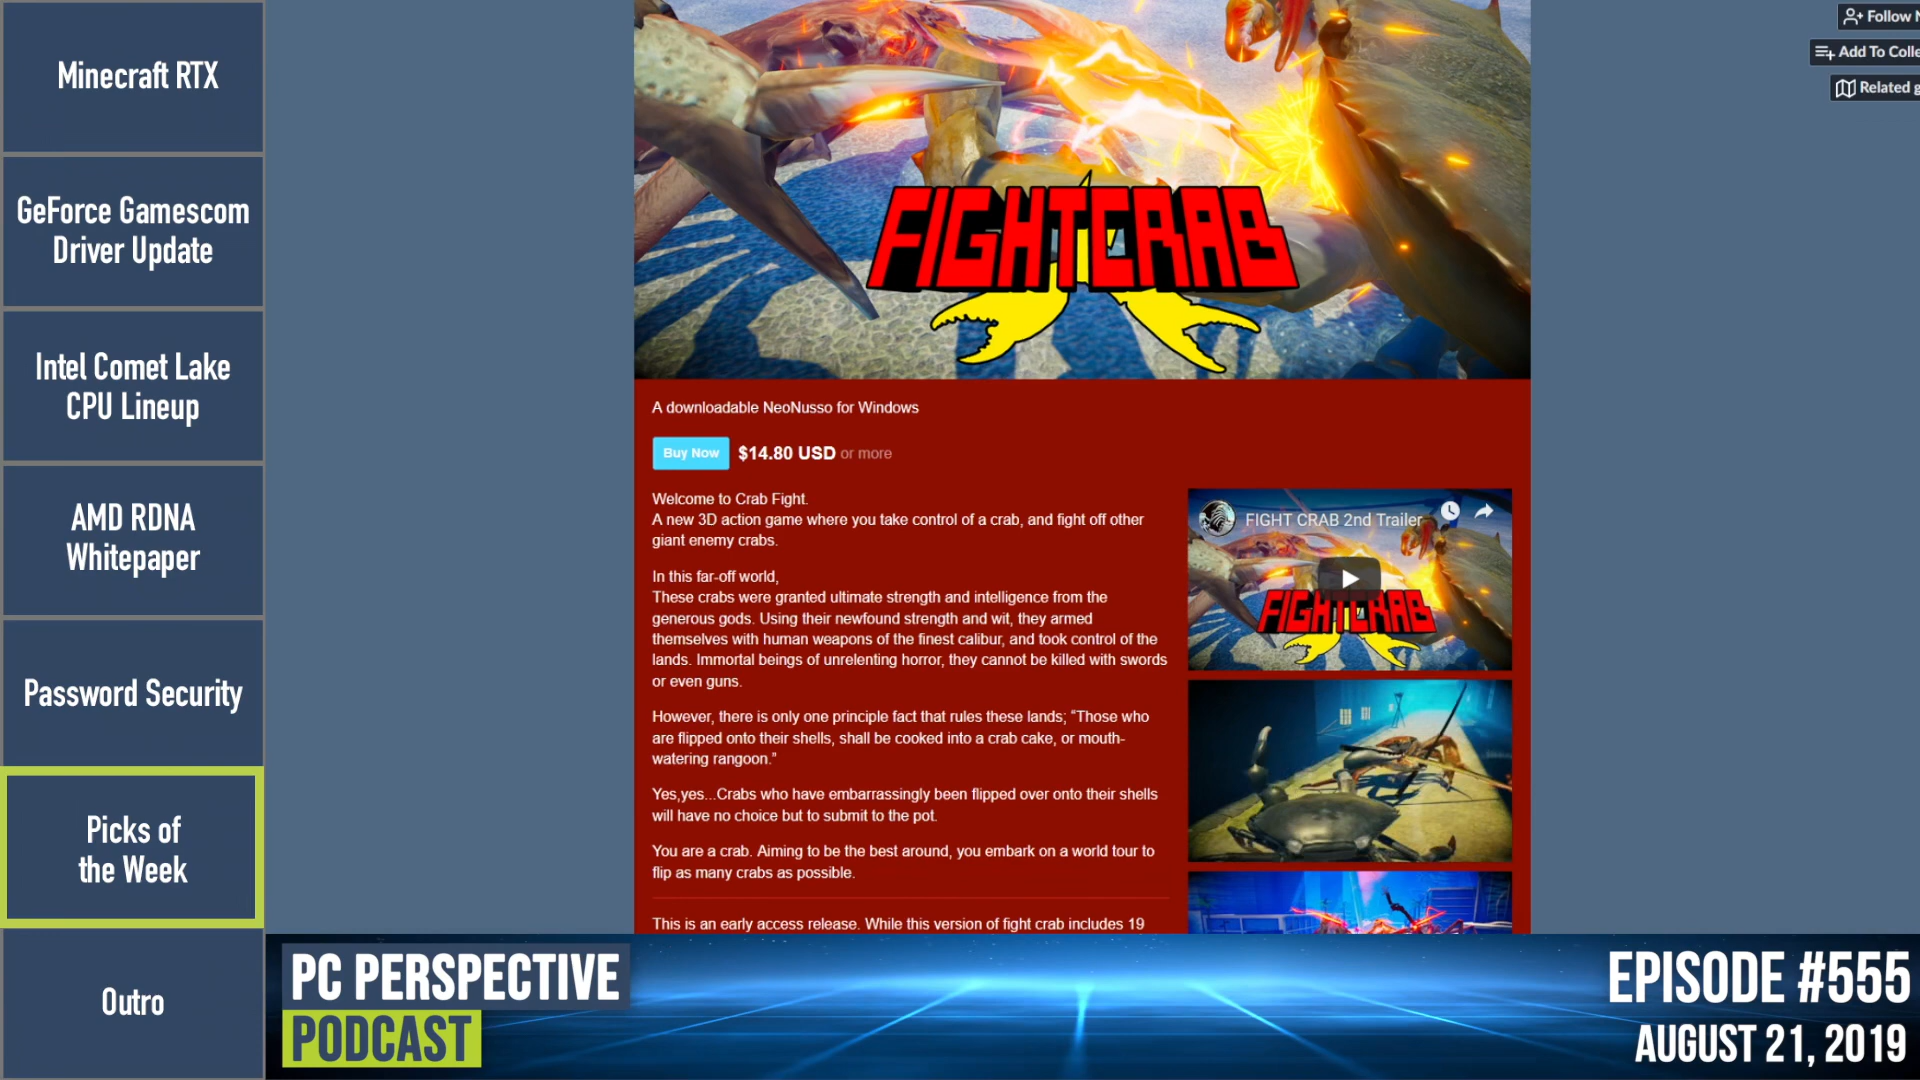 Minecraft RTX
GeForce Gamescom
Driver Update
Intel Comet Lake
CPU Lineup
AMD RDNA
Whitepaper
Password Security
Picks of
the Week
Outro
Follow
Add To Colle
Related g
FIGHTCRAB
A downloadable NeoNusso for Windows
Buy Now $14.80 USD or more
Welcome to Crab Fight.
A new 3D action game where you take control of a crab, and fight off other
giant enemy crabs.
In this far-off world,
These crabs were granted ultimate strength and intelligence from the
generous gods. Using their newfound strength and wit, they armed
themselves with human weapons of the finest calibur, and took control of the
lands. Immortal beings of unrelenting horror, they cannot be killed with swords
or even guns.
However, there is only one principle fact that rules these lands; “Those who
are flipped onto their shells, shall be cooked into a crab cake, or mouth-
watering rangoon.”
Yes,yes...Crabs who have embarrassingly been flipped over onto their shells
will have no choice but to submit to the pot.
You are a crab. Aiming to be the best around, you embark on a world tour to
flip as many crabs as possible.
This is an early access release. While this version of fight crab includes 19
FIGHT CRAB 2nd Trailer
FIGHTCRAB
PC PERSPECTIVE
PODCAST
EPISODE #555
AUGUST 21, 2019